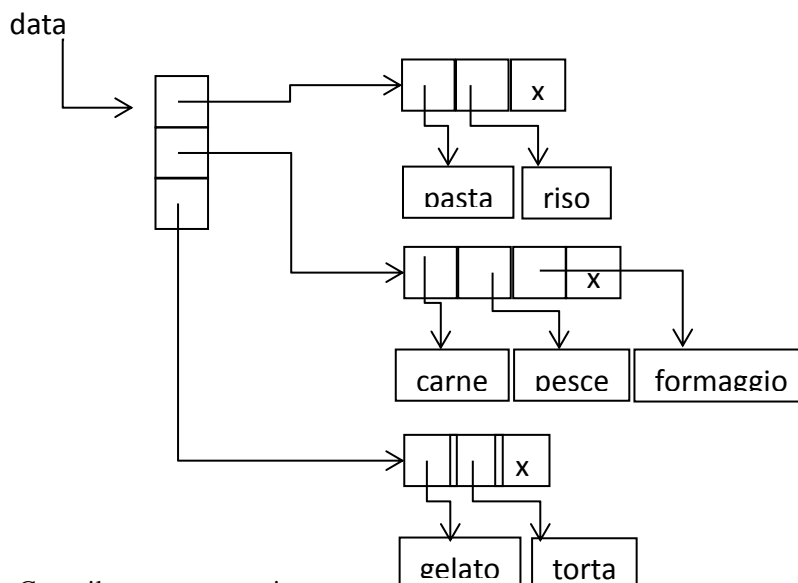 data
x
pasta riso
x
carne pesce formaggio
x
gelato torta